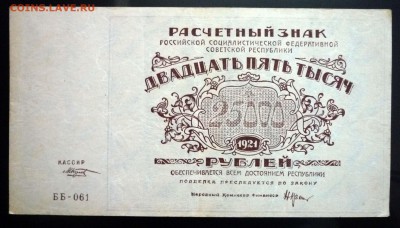 COINS.LAVE.RU
РАСЧЕТНЫЙ ЗНАК
РОССИЙСКОЙ СОЦИАЛИСТИЧЕСКОЙ ФЕДЕРАТИВНОЙ
СОВЕТСКОЙ РЕСПУБЛИКИ
ДВАДЦАТЬ ПЯТЬ ТЫСЯЧ
25000
1921
РУБЛЕЙ
ОБЕСПЕЧИВАЕТСЯ ВСЕМ ДОСТОЯНИЕМ РЕСПУБЛИКИ
ПОДДЕЛКА ПРЕСЛЕДУЕТСЯ ПО ЗАКОНУ
Народный Комиссар Финансов
КАССИР
ББ-061